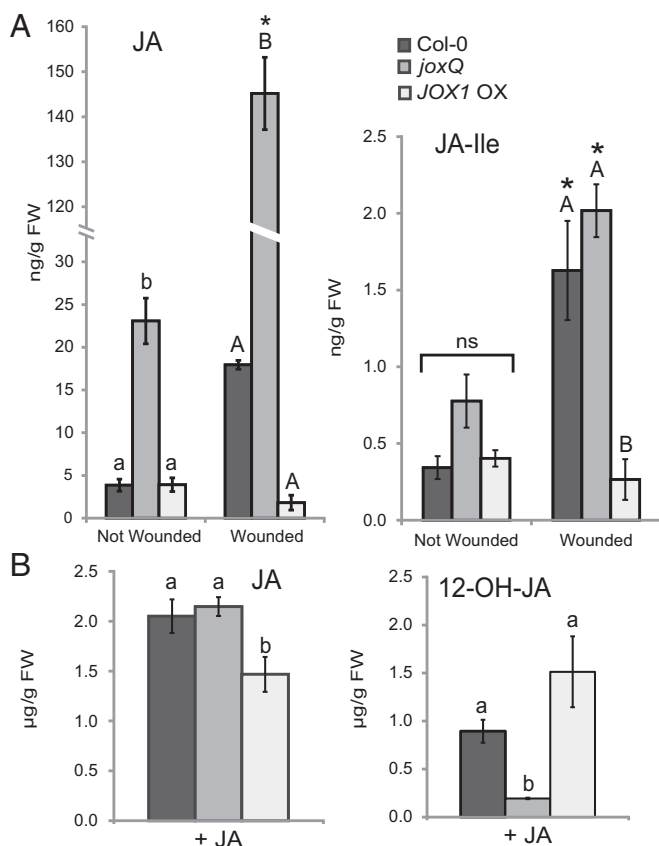 A
JA
160
150
140
130
120
35
30
25
20
15
10
5
0
ng/g FW
a
b
a
A
*
B
A
Not Wounded
Wounded
Col-0
joxQ
JOX1 OX
JA-Ile
2.5
2.0
1.5
1.0
0.5
0.0
ng/g FW
ns
*
A
*
A
B
Not Wounded
Wounded
B
JA
2.5
2.0
1.5
1.0
0.5
0.0
µg/g FW
a
a
b
+ JA
12-OH-JA
2.5
2.0
1.5
1.0
0.5
0.0
µg/g FW
a
b
a
+ JA